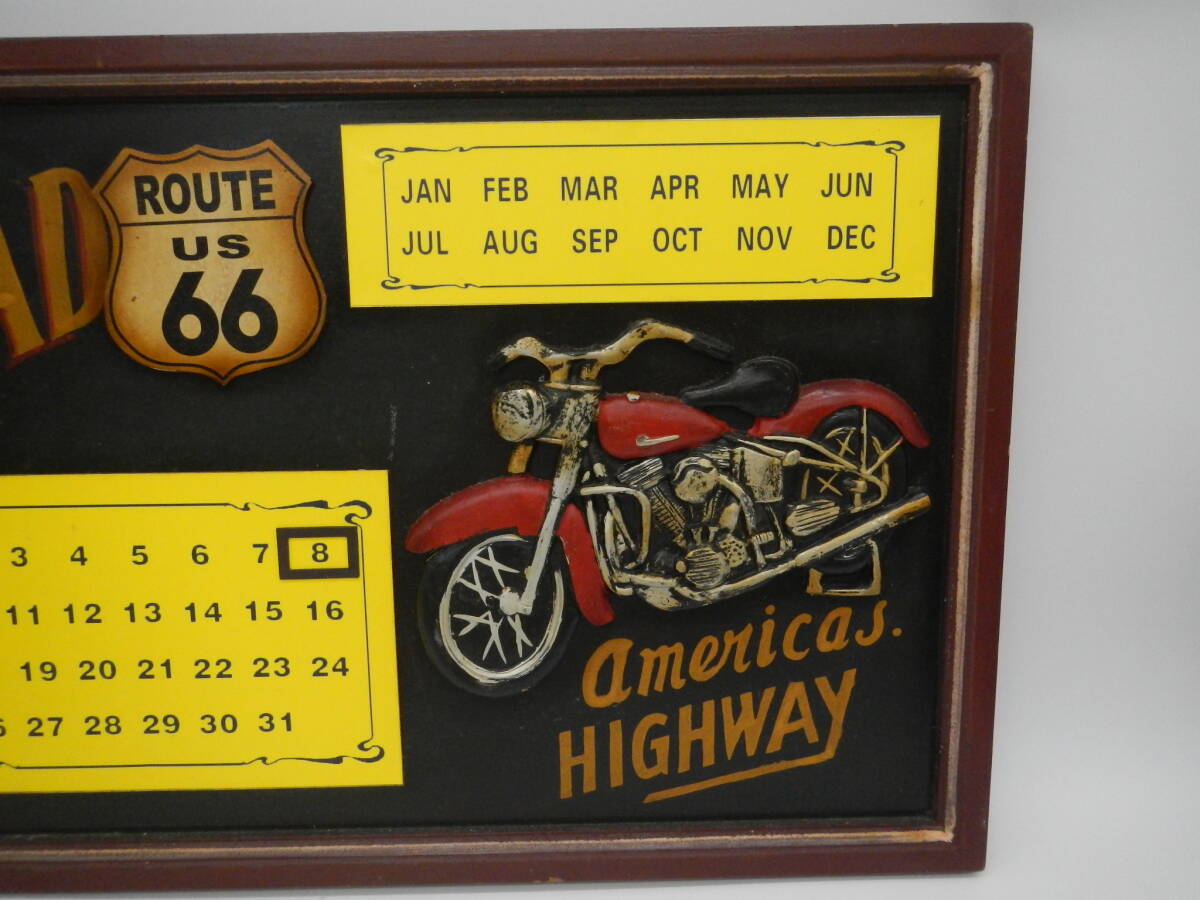 AD
ROUTE
US
66
JAN FEB MAR APR MAY JUN
JUL AUG SEP OCT NOV DEC
3 4 5 6 7 8
11 12 13 14 15 16
19 20 21 22 23 24
27 28 29 30 31
americas.
HIGHWAY